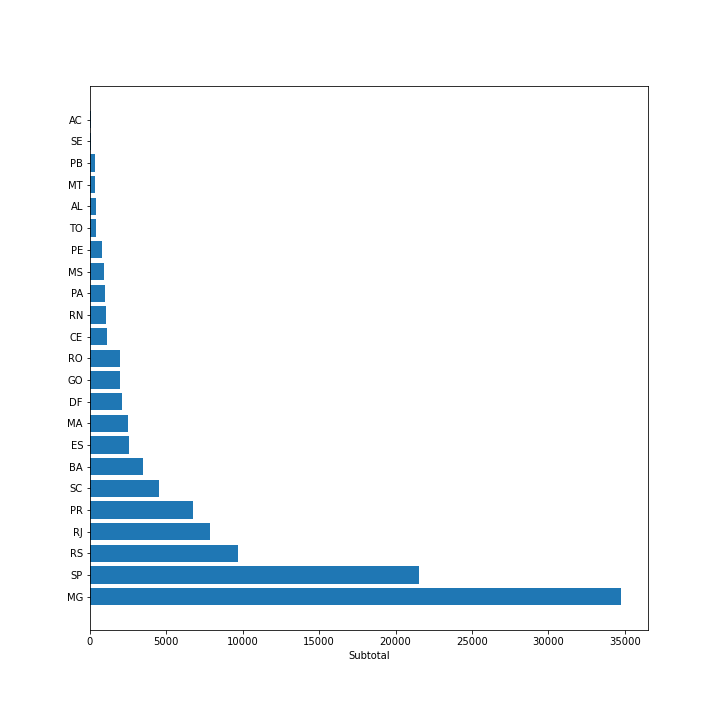 AC
SE
PB
MT
AL
TO
PE
MS
PA
RN
CE
RO
GO
DF
MA
ES
BA
SC
PR
RJ
RS
SP
MG
0 5000 10000 15000 20000 25000 30000 35000
Subtotal